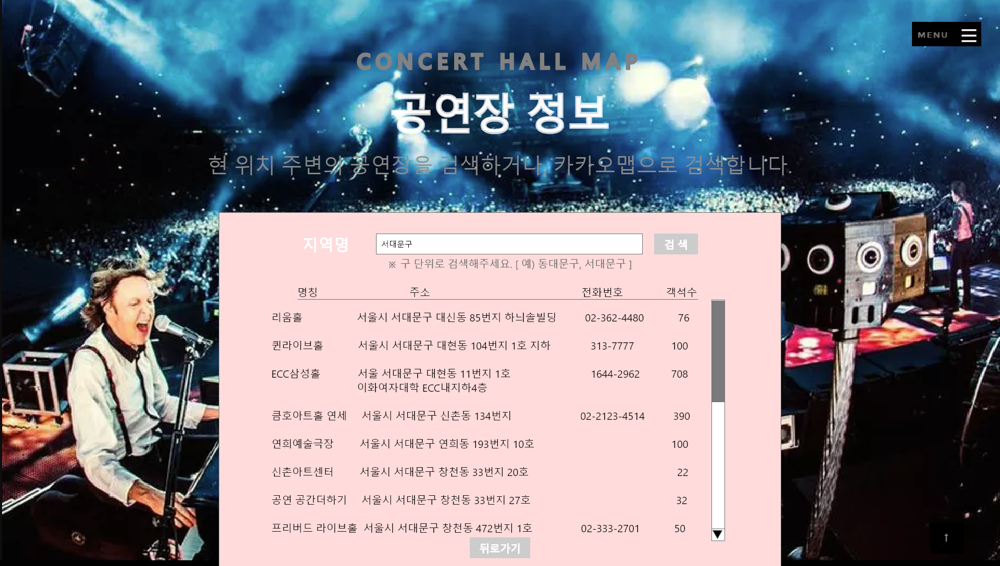 MENU
CONCERT HALL MAP
공연장 정보
현 위치 주변의 공연장을 검색하거나, 카카오맵으로 검색합니다.
지역명 서대문구 검 색
※ 구 단위로 검색해주세요. [ 예) 동대문구, 서대문구 ]
명칭 주소 전화번호 객석수
리움홀 서울시 서대문구 대신동 85번지 하늬솔빌딩 02-362-4480 76
퀸라이브홀 서울시 서대문구 대현동 104번지 1호 지하 313-7777 100
ECC삼성홀 서울 서대문구 대현동 11번지 1호 1644-2962 708
이화여자대학 ECC내지하4층
금호아트홀 연세 서울시 서대문구 신촌동 134번지 02-2123-4514 390
연희예술극장 서울시 서대문구 연희동 193번지 10호 100
신촌아트센터 서울시 서대문구 창천동 33번지 20호 22
공연 공간더하기 서울시 서대문구 창천동 33번지 27호 32
프리버드 라이브홀 서울시 서대문구 창천동 472번지 1호 02-333-2701 50
뒤로가기
↑